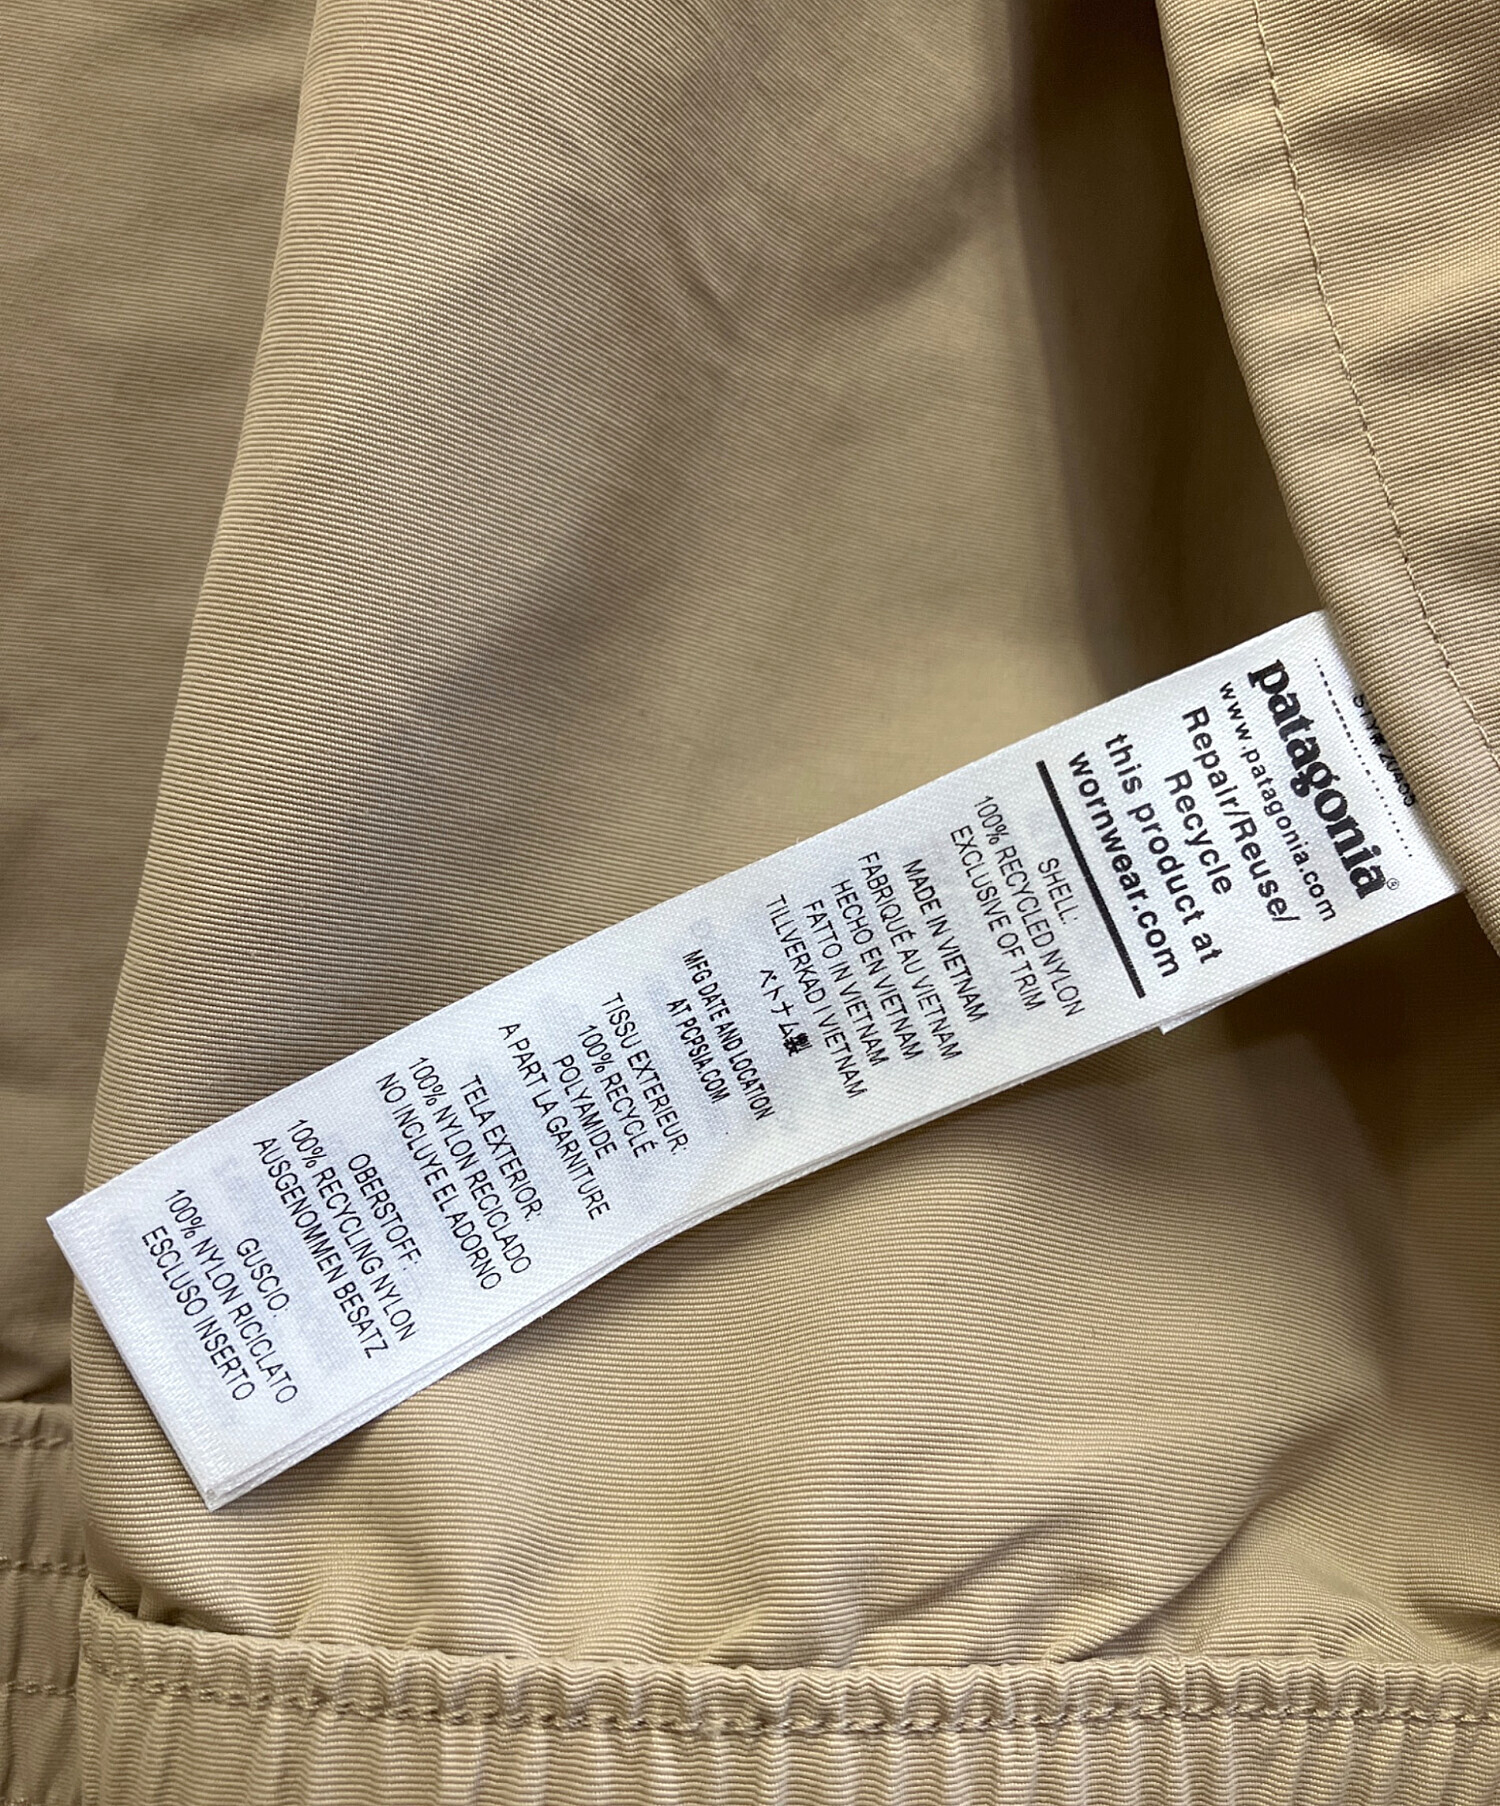 patagonia®
www.patagonia.com
Repair/Reuse/
Recycle
this product at
wornwear.com
SHELL:
100% RECYCLED NYLON
EXCLUSIVE OF TRIM
MADE IN VIETNAM
FABRIQUÉ AU VIETNAM
HECHO EN VIETNAM
FATTO IN VIETNAM
TILLVERKAD I VIETNAM
ベトナム製
MFG DATE AND LOCATION
AT PCPSIA.COM
TISSU EXTERIEUR:
100% RECYCLÉ
POLYAMIDE
A PART LA GARNITURE
TELA EXTERIOR:
100% NYLON RECICLADO
NO INCLUYE EL ADORNO
OBERSTOFF:
100% RECYCLING NYLON
AUSGENOMMEN BESATZ
GUSCIO:
100% NYLON RICICLATO
ESCLUSO INSERTO